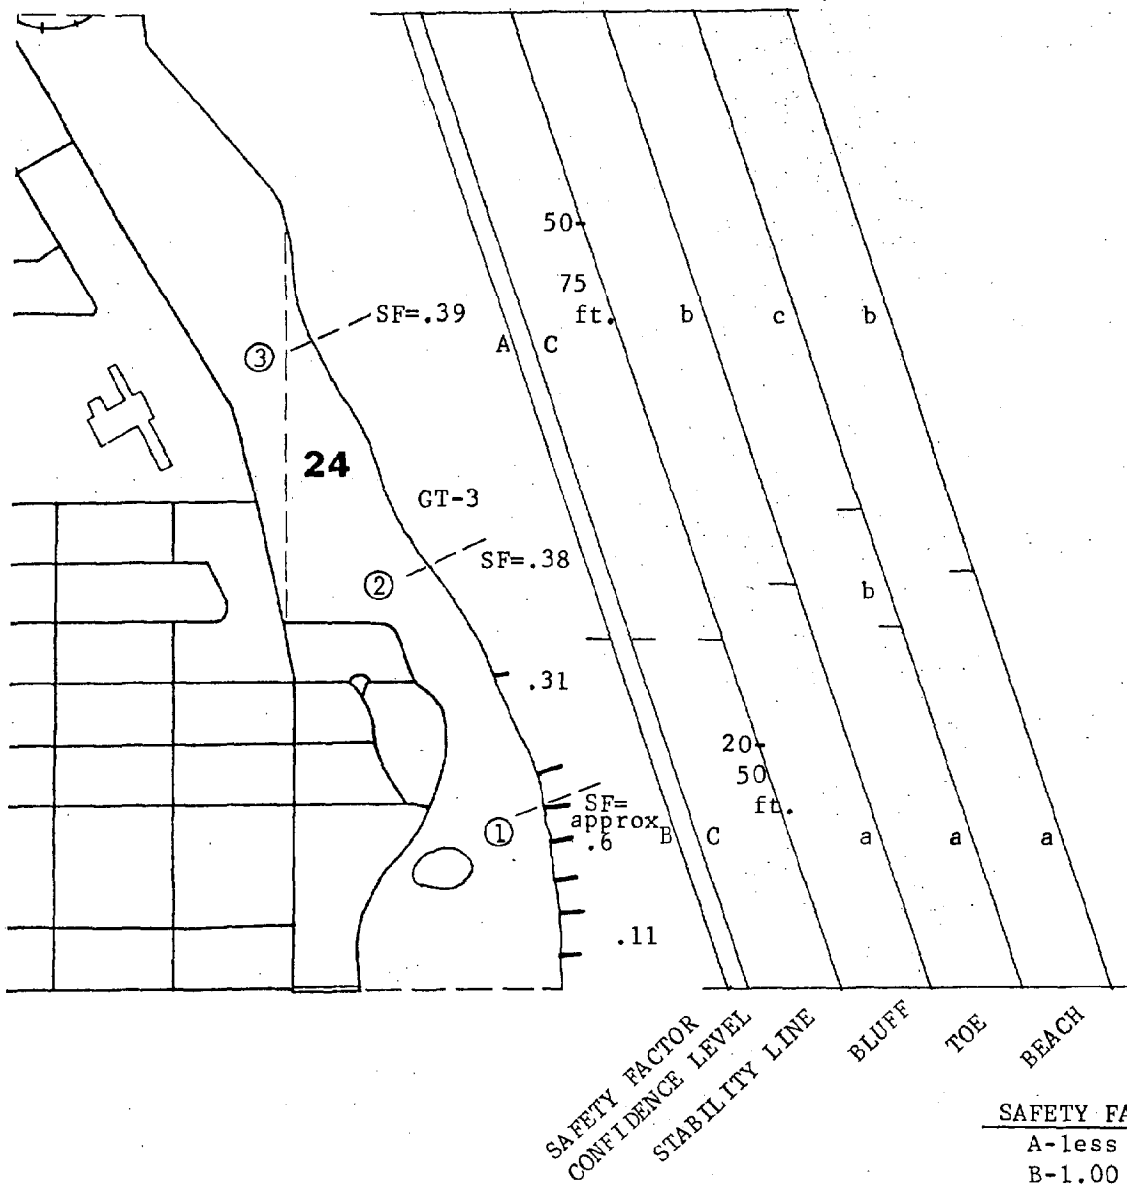 50-
75
ft.
b
c
b
SF=.39
A
C
3
24
GT-3
SF=.38
2
b
.31
20-
50
ft.
SF=
approx
.6
1
B
C
a
a
a
.11
SAFETY FACTOR
CONFIDENCE LEVEL
STABILITY LINE
BLUFF
TOE
BEACH
SAFETY FA
A-less
B-1.00